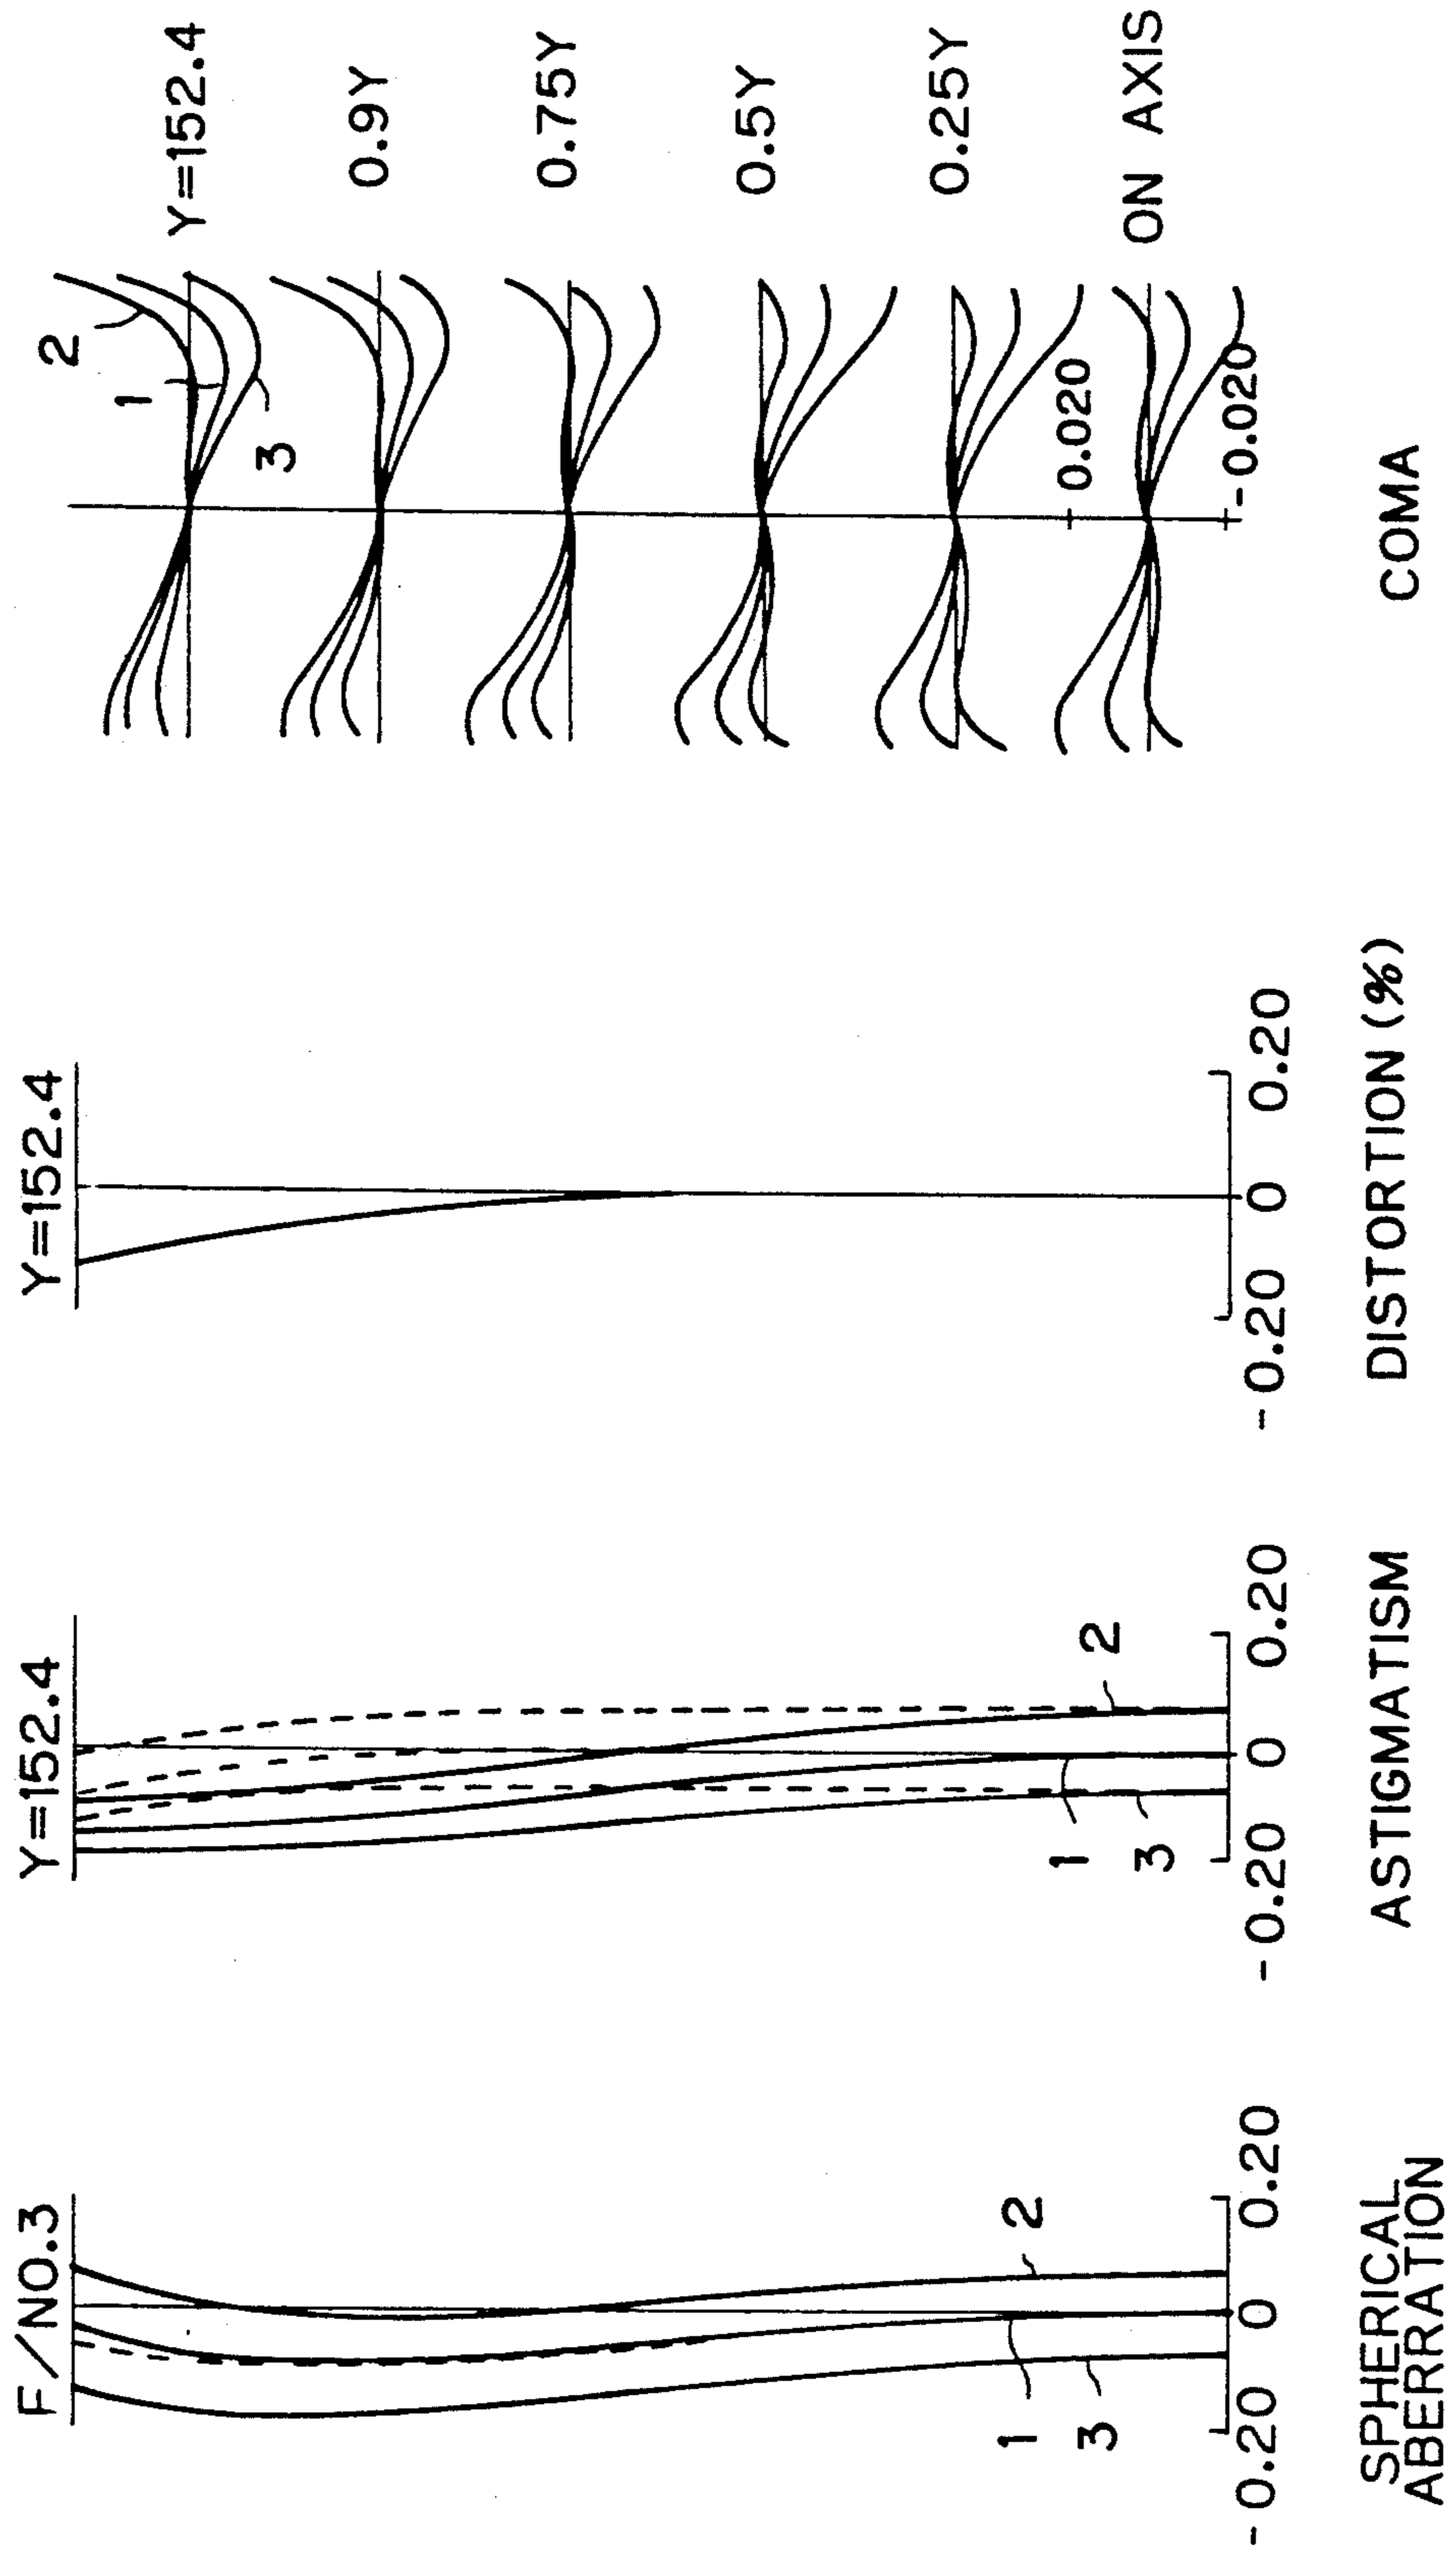 F/NO.3
2
1
3
-0.20
0
0.20
SPHERICAL
ABERRATION
Y=152.4
2
1
3
-0.20
0
0.20
ASTIGMATISM
Y=152.4
-0.20
0
0.20
DISTORTION (%)
2
1
3
Y=152.4
0.9Y
0.75Y
0.5Y
0.25Y
0.020
ON AXIS
-0.020
COMA